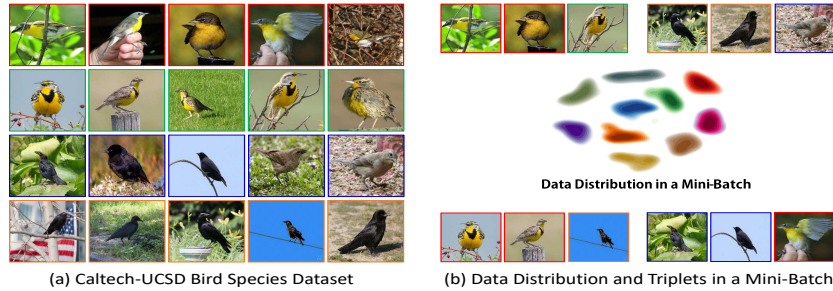 Data Distribution in a Mini-Batch
(a) Caltech-UCSD Bird Species Dataset
(b) Data Distribution and Triplets in a Mini-Batch